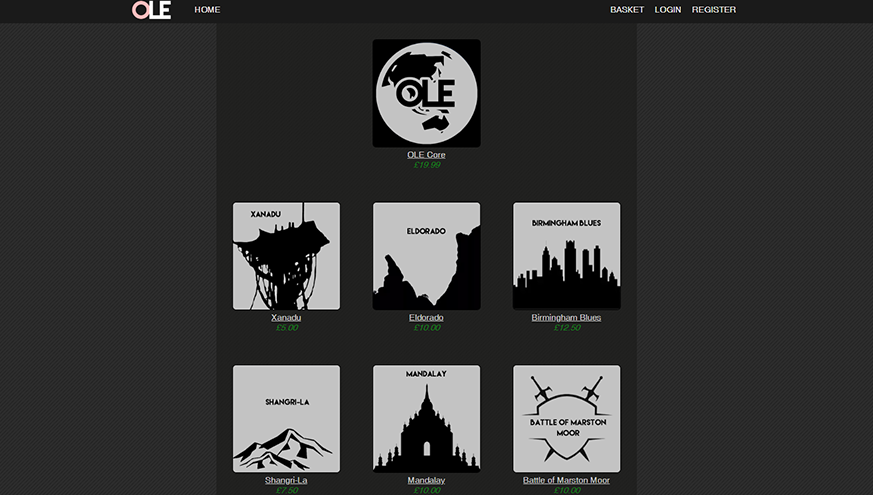 OLE HOME BASKET LOGIN REGISTER
OLE
OLE Core
£19.99
XANADU ELDORADO BIRMINGHAM BLUES
Xanadu Eldorado Birmingham Blues
£5.00 £10.00 £12.50
SHANGRI-LA MANDALAY BATTLE OF MARSTON
MOOR
Shangri-La Mandalay Battle of Marston Moor
£7.50 £10.00 £10.00